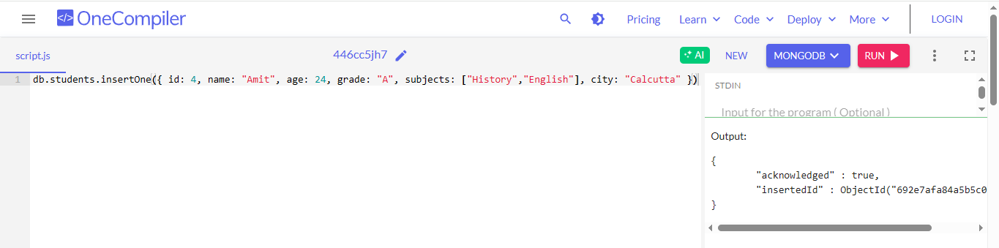 OneCompiler
Pricing Learn Code Deploy More LOGIN
script.js 446cc5jh7 AI NEW MONGODB RUN
1 db.students.insertOne({ id: 4, name: "Amit", age: 24, grade: "A", subjects: ["History","English"], city: "Calcutta" })
STDIN
Input for the program ( Optional )
Output:
{
"acknowledged" : true,
"insertedId" : ObjectId("692e7afa84a5b5c0
}